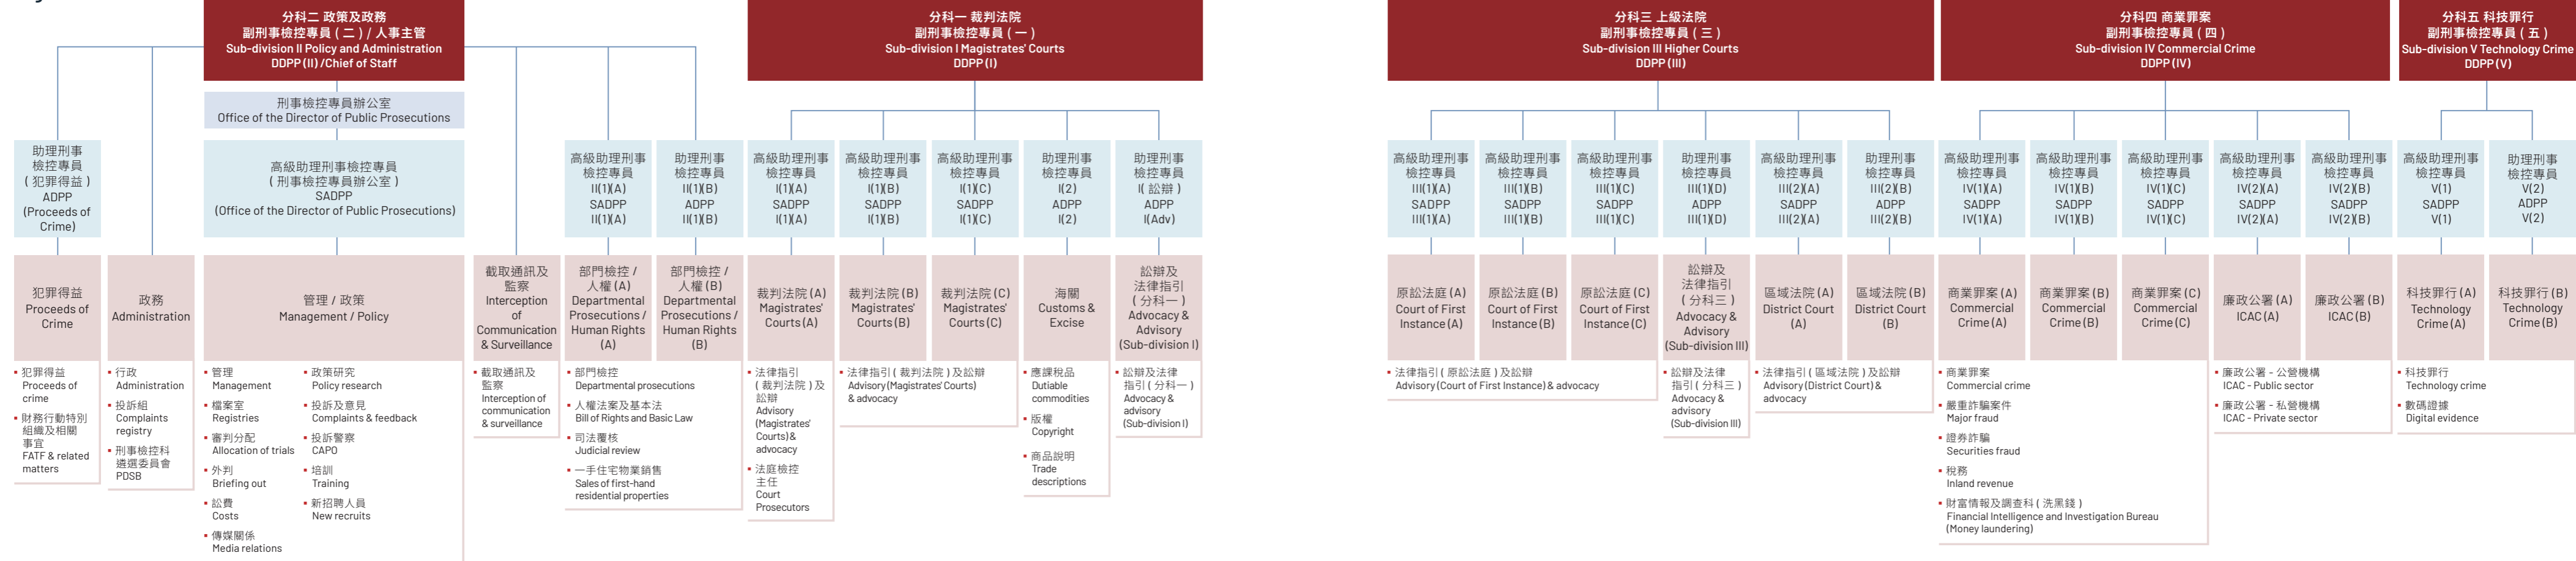 分科二 政策及政務
副刑事檢控專員 ( 二 ) / 人事主管
Sub-division II Policy and Administration
DDPP (II) /Chief of Staff
刑事檢控專員辦公室
Office of the Director of Public Prosecutions
助理刑事
檢控專員
( 犯罪得益 )
ADPP
(Proceeds of
Crime)
高級助理刑事檢控專員
( 刑事檢控專員辦公室 )
SADPP
(Office of the Director of Public Prosecutions)
高級助理刑事
檢控專員
II(1)(A)
SADPP
II(1)(A)
助理刑事
檢控專員
II(1)(B)
ADPP
II(1)(B)
犯罪得益
Proceeds of
Crime
政務
Administration
管理 / 政策
Management / Policy
截取通訊及
監察
Interception
of
Communication
& Surveillance
部門檢控 /
人權 (A)
Departmental
Prosecutions /
Human Rights
(A)
部門檢控 /
人權 (B)
Departmental
Prosecutions /
Human Rights
(B)
▪ 犯罪得益
Proceeds of
crime
▪ 財務行動特別
組織及相關
事宜
FATF & related
matters
▪ 行政
Administration
▪ 投訴組
Complaints
registry
▪ 刑事檢控科
遴選委員會
PDSB
▪ 管理
Management
▪ 檔案室
Registries
▪ 審判分配
Allocation of trials
▪ 外判
Briefing out
▪ 訟費
Costs
▪ 傳媒關係
Media relations
▪ 政策研究
Policy research
▪ 投訴及意見
Complaints & feedback
▪ 投訴警察
CAPO
▪ 培訓
Training
▪ 新招聘人員
New recruits
▪ 截取通訊及
監察
Interception of
communication
& surveillance
▪ 部門檢控
Departmental prosecutions
▪ 人權法案及基本法
Bill of Rights and Basic Law
▪ 司法覆核
Judicial review
▪ 一手住宅物業銷售
Sales of first-hand
residential properties
分科一 裁判法院
副刑事檢控專員 ( 一 )
Sub-division I Magistrates' Courts
DDPP (I)
高級助理刑事
檢控專員
I(1)(A)
SADPP
I(1)(A)
高級助理刑事
檢控專員
I(1)(B)
SADPP
I(1)(B)
高級助理刑事
檢控專員
I(1)(C)
SADPP
I(1)(C)
助理刑事
檢控專員
I(2)
ADPP
I(2)
助理刑事
檢控專員
I( 訟辯 )
ADPP
I(Adv)
裁判法院 (A)
Magistrates'
Courts (A)
裁判法院 (B)
Magistrates'
Courts (B)
裁判法院 (C)
Magistrates'
Courts (C)
海關
Customs &
Excise
訟辯及
法律指引
( 分科一 )
Advocacy &
Advisory
(Sub-division I)
▪ 法律指引
( 裁判法院 ) 及
訟辯
Advisory
(Magistrates'
Courts) &
advocacy
▪ 法庭檢控
主任
Court
Prosecutors
▪ 法律指引 ( 裁判法院 ) 及訟辯
Advisory (Magistrates' Courts)
& advocacy
▪ 應課稅品
Dutiable
commodities
▪ 版權
Copyright
▪ 商品說明
Trade
descriptions
▪ 訟辯及法律
指引 ( 分科一 )
Advocacy &
advisory
(Sub-division I)
分科三 上級法院
副刑事檢控專員 ( 三 )
Sub-division III Higher Courts
DDPP (III)
高級助理刑事
檢控專員
III(1)(A)
SADPP
III(1)(A)
高級助理刑事
檢控專員
III(1)(B)
SADPP
III(1)(B)
高級助理刑事
檢控專員
III(1)(C)
SADPP
III(1)(C)
助理刑事
檢控專員
III(1)(D)
ADPP
III(1)(D)
高級助理刑事
檢控專員
III(2)(A)
SADPP
III(2)(A)
助理刑事
檢控專員
III(2)(B)
ADPP
III(2)(B)
原訟法庭 (A)
Court of First
Instance (A)
原訟法庭 (B)
Court of First
Instance (B)
原訟法庭 (C)
Court of First
Instance (C)
訟辯及
法律指引
( 分科三 )
Advocacy &
Advisory
(Sub-division III)
區域法院 (A)
District Court
(A)
區域法院 (B)
District Court
(B)
▪ 法律指引 ( 原訟法庭 ) 及訟辯
Advisory (Court of First Instance) & advocacy
▪ 訟辯及法律
指引 ( 分科三 )
Advocacy &
advisory
(Sub-division III)
▪ 法律指引 ( 區域法院 ) 及訟辯
Advisory (District Court) &
advocacy
分科四 商業罪案
副刑事檢控專員 ( 四 )
Sub-division IV Commercial Crime
DDPP (IV)
高級助理刑事
檢控專員
IV(1)(A)
SADPP
IV(1)(A)
高級助理刑事
檢控專員
IV(1)(B)
SADPP
IV(1)(B)
高級助理刑事
檢控專員
IV(1)(C)
SADPP
IV(1)(C)
高級助理刑事
檢控專員
IV(2)(A)
SADPP
IV(2)(A)
高級助理刑事
檢控專員
IV(2)(B)
SADPP
IV(2)(B)
商業罪案 (A)
Commercial
Crime (A)
商業罪案 (B)
Commercial
Crime (B)
商業罪案 (C)
Commercial
Crime (C)
廉政公署 (A)
ICAC (A)
廉政公署 (B)
ICAC (B)
▪ 商業罪案
Commercial crime
▪ 嚴重詐騙案件
Major fraud
▪ 證券詐騙
Securities fraud
▪ 稅務
Inland revenue
▪ 財富情報及調查科 ( 洗黑錢 )
Financial Intelligence and Investigation Bureau
(Money laundering)
▪ 廉政公署 - 公營機構
ICAC - Public sector
▪ 廉政公署 - 私營機構
ICAC - Private sector
分科五 科技罪行
副刑事檢控專員 ( 五 )
Sub-division V Technology Crime
DDPP (V)
高級助理刑事
檢控專員
V(1)
SADPP
V(1)
助理刑事
檢控專員
V(2)
ADPP
V(2)
科技罪行 (A)
Technology
Crime (A)
科技罪行 (B)
Technology
Crime (B)
▪ 科技罪行
Technology crime
▪ 數碼證據
Digital evidence